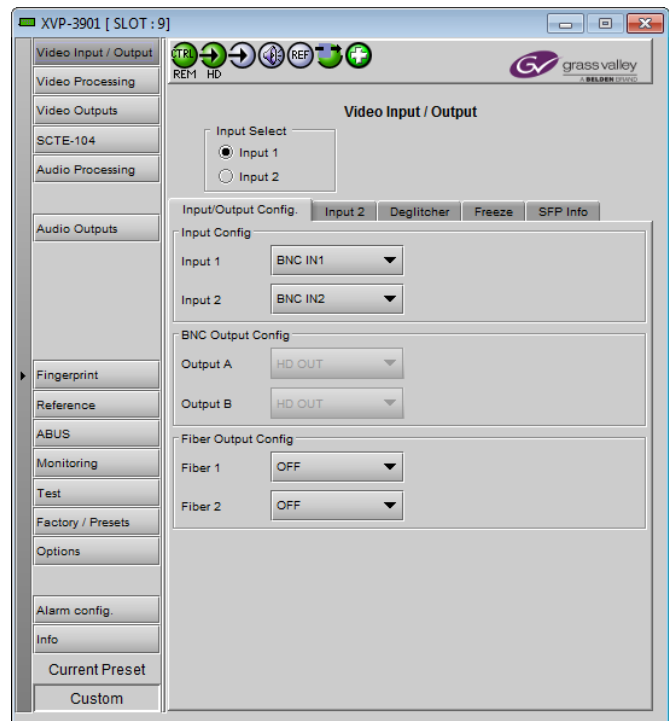 XVP-3901 [ SLOT : 9]
Video Input / Output
Video Processing
Video Outputs
SCTE-104
Audio Processing
Audio Outputs
Fingerprint
Reference
ABUS
Monitoring
Test
Factory / Presets
Options
Alarm config.
Info
Current Preset
Custom
CTRL
REF
REM HD
GV grass valley
A BELDEN BRAND
Video Input / Output
Input Select
Input 1
Input 2
Input/Output Config. Input 2 Deglitcher Freeze SFP Info
Input Config
Input 1 BNC IN1
Input 2 BNC IN2
BNC Output Config
Output A HD OUT
Output B HD OUT
Fiber Output Config
Fiber 1 OFF
Fiber 2 OFF